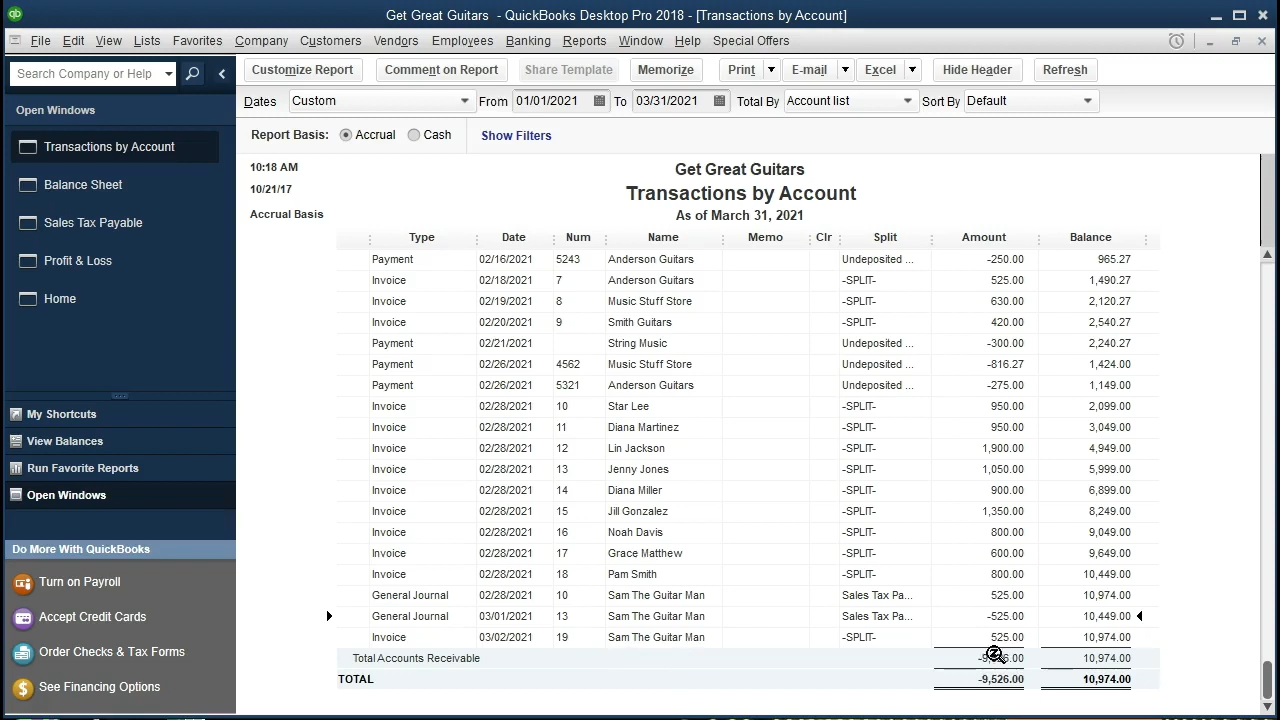 Get Great Guitars - QuickBooks Desktop Pro 2018 - [Transactions by Account]
File Edit View Lists Favorites Company Customers Vendors Employees Banking Reports Window Help Special Offers
Search Company or Help
Customize Report Comment on Report Share Template Memorize Print E-mail Excel Hide Header Refresh
Open Windows
Dates Custom From 01/01/2021 To 03/31/2021 Total By Account list Sort By Default
Report Basis: Accrual Cash Show Filters
Transactions by Account
Balance Sheet
Sales Tax Payable
Profit & Loss
Home
My Shortcuts
View Balances
Run Favorite Reports
Open Windows
Do More With QuickBooks
Turn on Payroll
Accept Credit Cards
Order Checks & Tax Forms
See Financing Options
10:18 AM
10/21/17
Accrual Basis
Get Great Guitars
Transactions by Account
As of March 31, 2021
Type Date Num Name Memo Clr Split Amount Balance
Payment 02/16/2021 5243 Anderson Guitars Undeposited ... -250.00 965.27
Invoice 02/18/2021 7 Anderson Guitars -SPLIT- 525.00 1,490.27
Invoice 02/19/2021 8 Music Stuff Store -SPLIT- 630.00 2,120.27
Invoice 02/20/2021 9 Smith Guitars -SPLIT- 420.00 2,540.27
Payment 02/21/2021 String Music Undeposited ... -300.00 2,240.27
Payment 02/26/2021 4562 Music Stuff Store Undeposited ... -816.27 1,424.00
Payment 02/26/2021 5321 Anderson Guitars Undeposited ... -275.00 1,149.00
Invoice 02/28/2021 10 Star Lee -SPLIT- 950.00 2,099.00
Invoice 02/28/2021 11 Diana Martinez -SPLIT- 950.00 3,049.00
Invoice 02/28/2021 12 Lin Jackson -SPLIT- 1,900.00 4,949.00
Invoice 02/28/2021 13 Jenny Jones -SPLIT- 1,050.00 5,999.00
Invoice 02/28/2021 14 Diana Miller -SPLIT- 900.00 6,899.00
Invoice 02/28/2021 15 Jill Gonzalez -SPLIT- 1,350.00 8,249.00
Invoice 02/28/2021 16 Noah Davis -SPLIT- 800.00 9,049.00
Invoice 02/28/2021 17 Grace Matthew -SPLIT- 600.00 9,649.00
Invoice 02/28/2021 18 Pam Smith -SPLIT- 800.00 10,449.00
General Journal 02/28/2021 10 Sam The Guitar Man Sales Tax Pa... 525.00 10,974.00
General Journal 03/01/2021 13 Sam The Guitar Man Sales Tax Pa... -525.00 10,449.00
Invoice 03/02/2021 19 Sam The Guitar Man -SPLIT- 525.00 10,974.00
Total Accounts Receivable 10,974.00
TOTAL -9,526.00 10,974.00